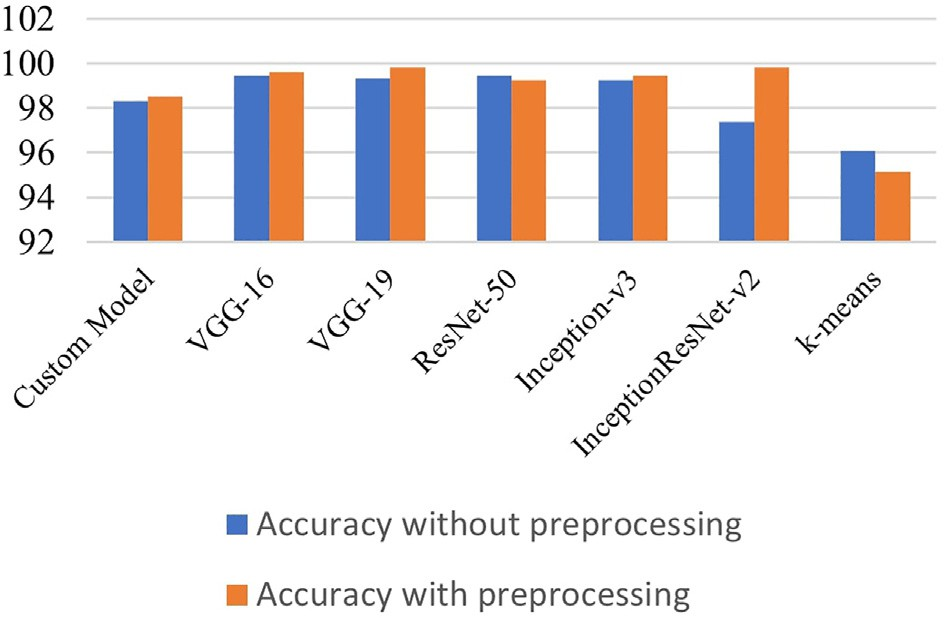 102
100
98
96
94
92
Custom Model
VGG-16
VGG-19
ResNet-50
Inception-v3
InceptionResNet-v2
k-means
Accuracy without preprocessing
Accuracy with preprocessing